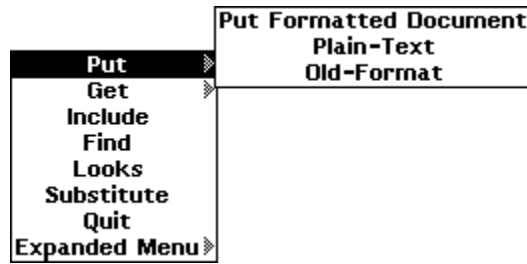 Put Formatted Document
Plain-Text
Old-Format
Put
Get
Include
Find
Looks
Substitute
Quit
Expanded Menu